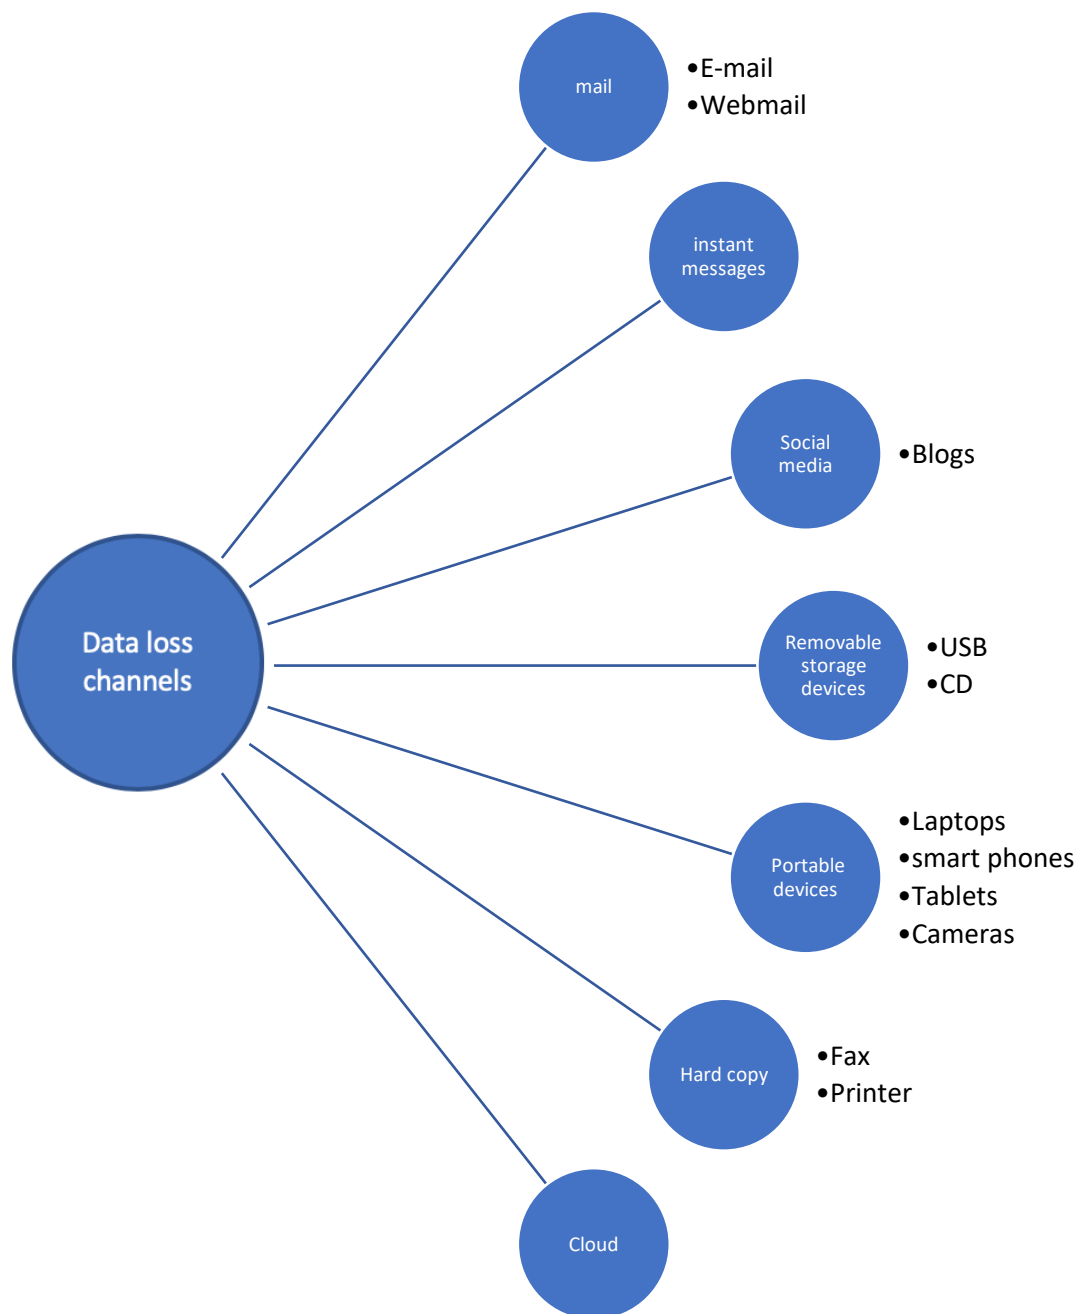 mail
•E-mail
•Webmail
instant
messages
Social
media
•Blogs
Data loss
channels
Removable
storage
devices
•USB
•CD
Portable
devices
•Laptops
•smart phones
•Tablets
•Cameras
Hard copy
•Fax
•Printer
Cloud